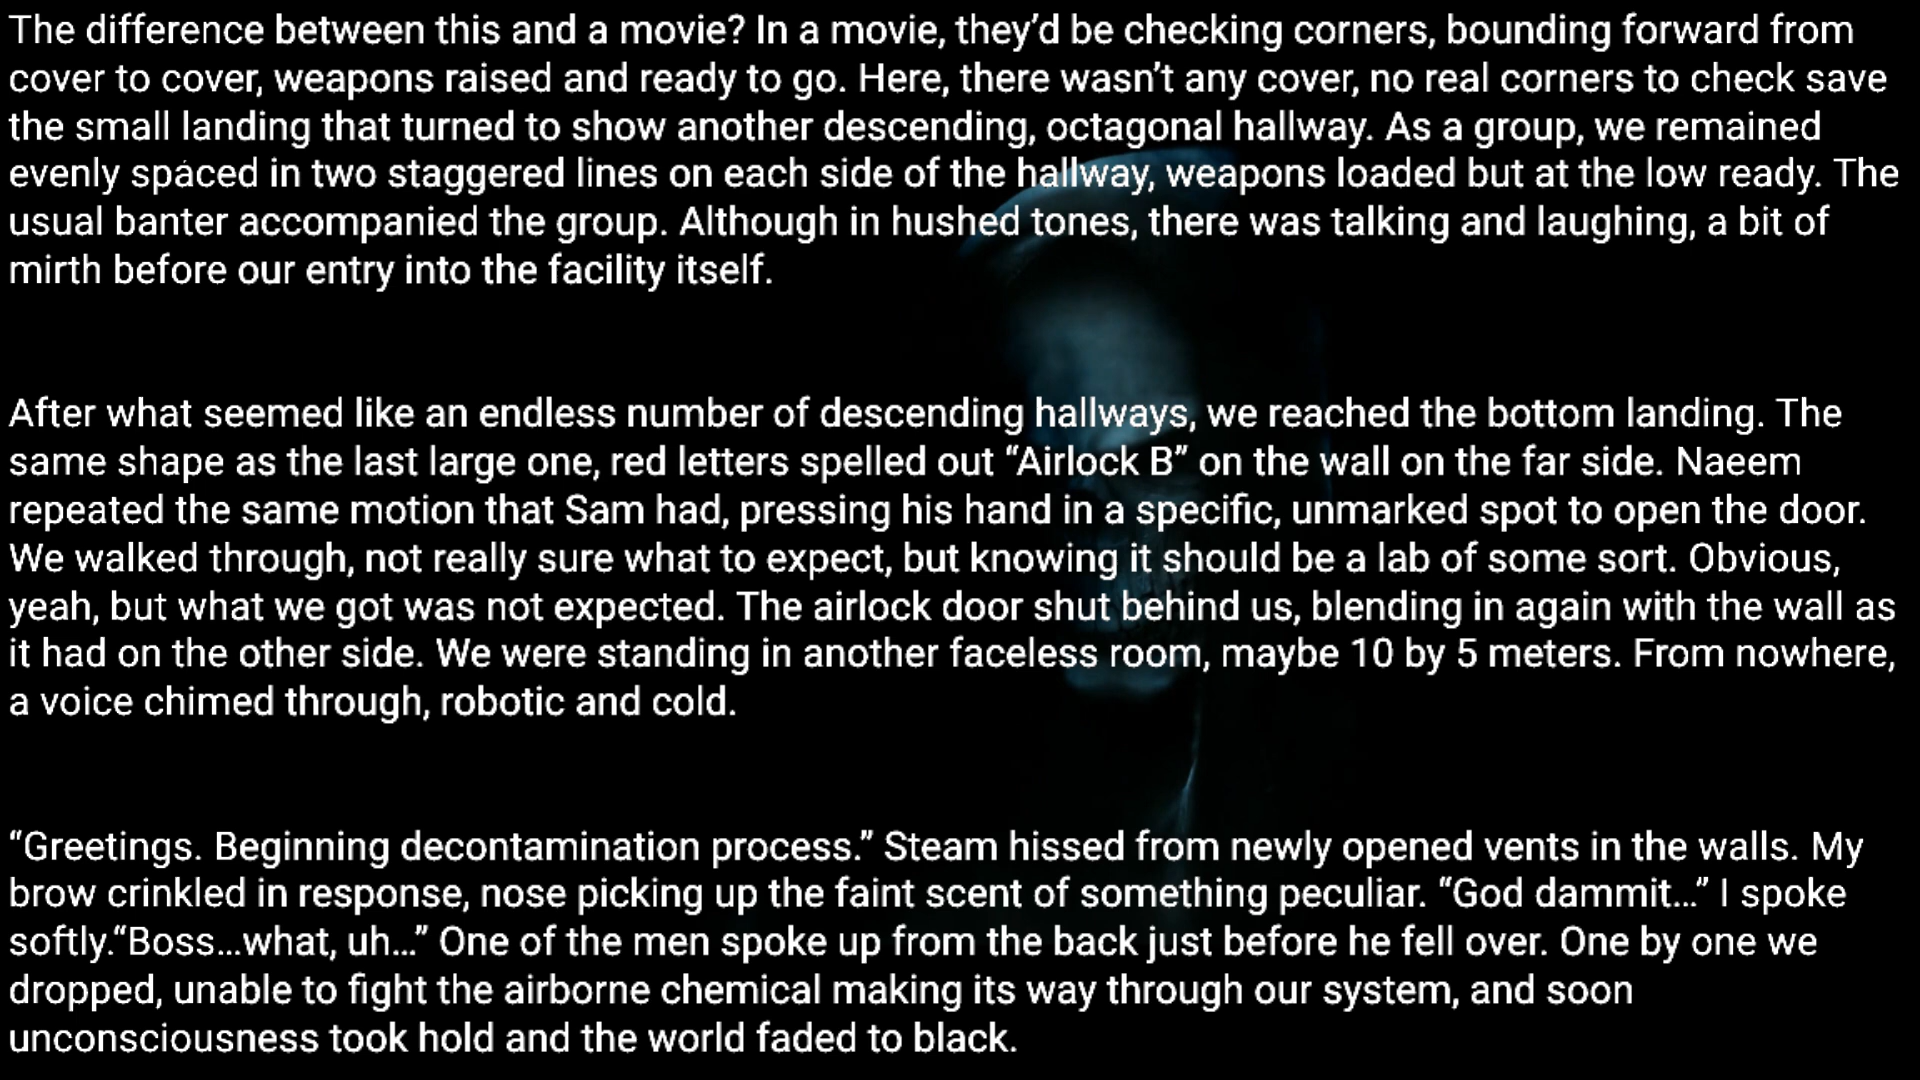 The difference between this and a movie? In a movie, they’d be checking corners, bounding forward from
cover to cover, weapons raised and ready to go. Here, there wasn’t any cover, no real corners to check save
the small landing that turned to show another descending, octagonal hallway. As a group, we remained
evenly spaced in two staggered lines on each side of the hallway, weapons loaded but at the low ready. The
usual banter accompanied the group. Although in hushed tones, there was talking and laughing, a bit of
mirth before our entry into the facility itself.
After what seemed like an endless number of descending hallways, we reached the bottom landing. The
same shape as the last large one, red letters spelled out “Airlock B” on the wall on the far side. Naeem
repeated the same motion that Sam had, pressing his hand in a specific, unmarked spot to open the door.
We walked through, not really sure what to expect, but knowing it should be a lab of some sort. Obvious,
yeah, but what we got was not expected. The airlock door shut behind us, blending in again with the wall as
it had on the other side. We were standing in another faceless room, maybe 10 by 5 meters. From nowhere,
a voice chimed through, robotic and cold.
“Greetings. Beginning decontamination process.” Steam hissed from newly opened vents in the walls. My
brow crinkled in response, nose picking up the faint scent of something peculiar. “God dammit…” I spoke
softly.“Boss…what, uh…” One of the men spoke up from the back just before he fell over. One by one we
dropped, unable to fight the airborne chemical making its way through our system, and soon
unconsciousness took hold and the world faded to black.